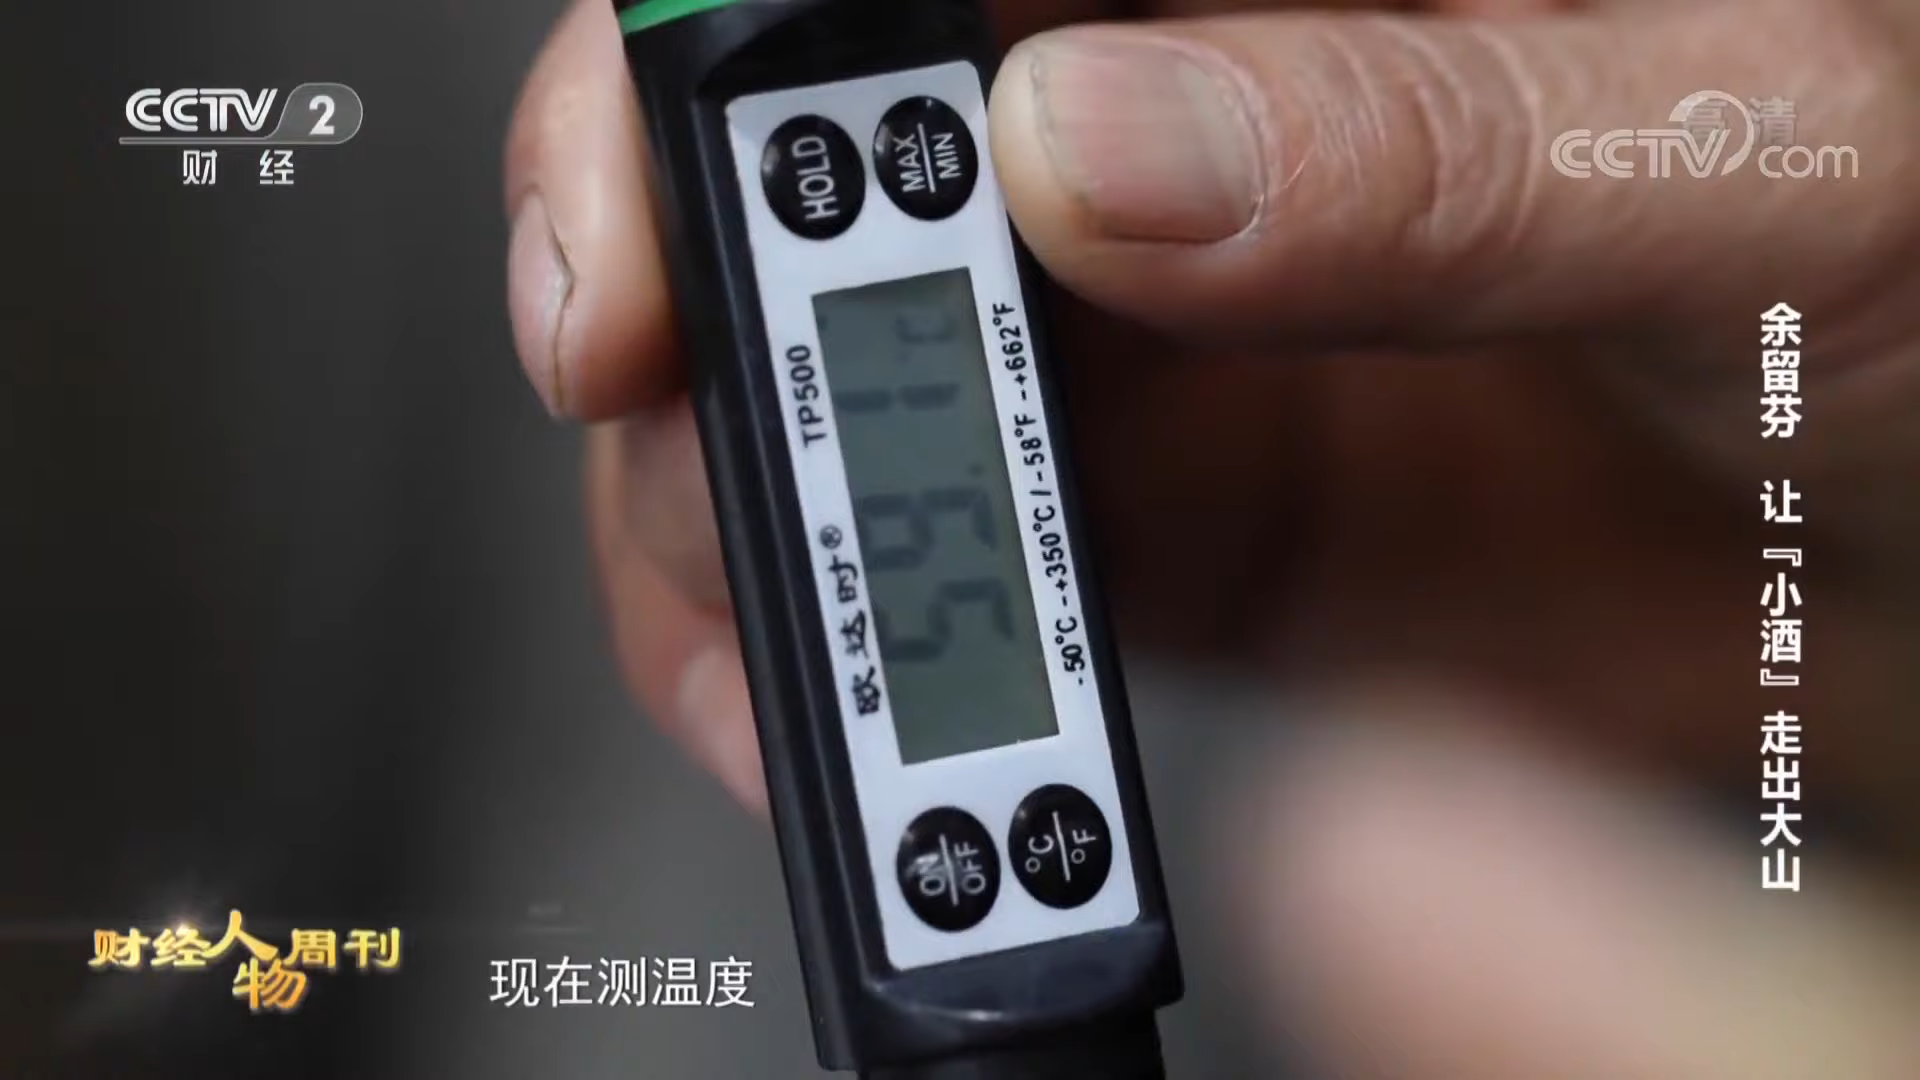 CCTV 2
财 经
高清
CCTV com
HOLD
MAX
MIN
TP500
欧达时®
-50°C -+350°C / -58°F -+662°F
ON
OFF
°C
°F
余留芬 让『小酒』走出大山
财经人物周刊
现在测温度